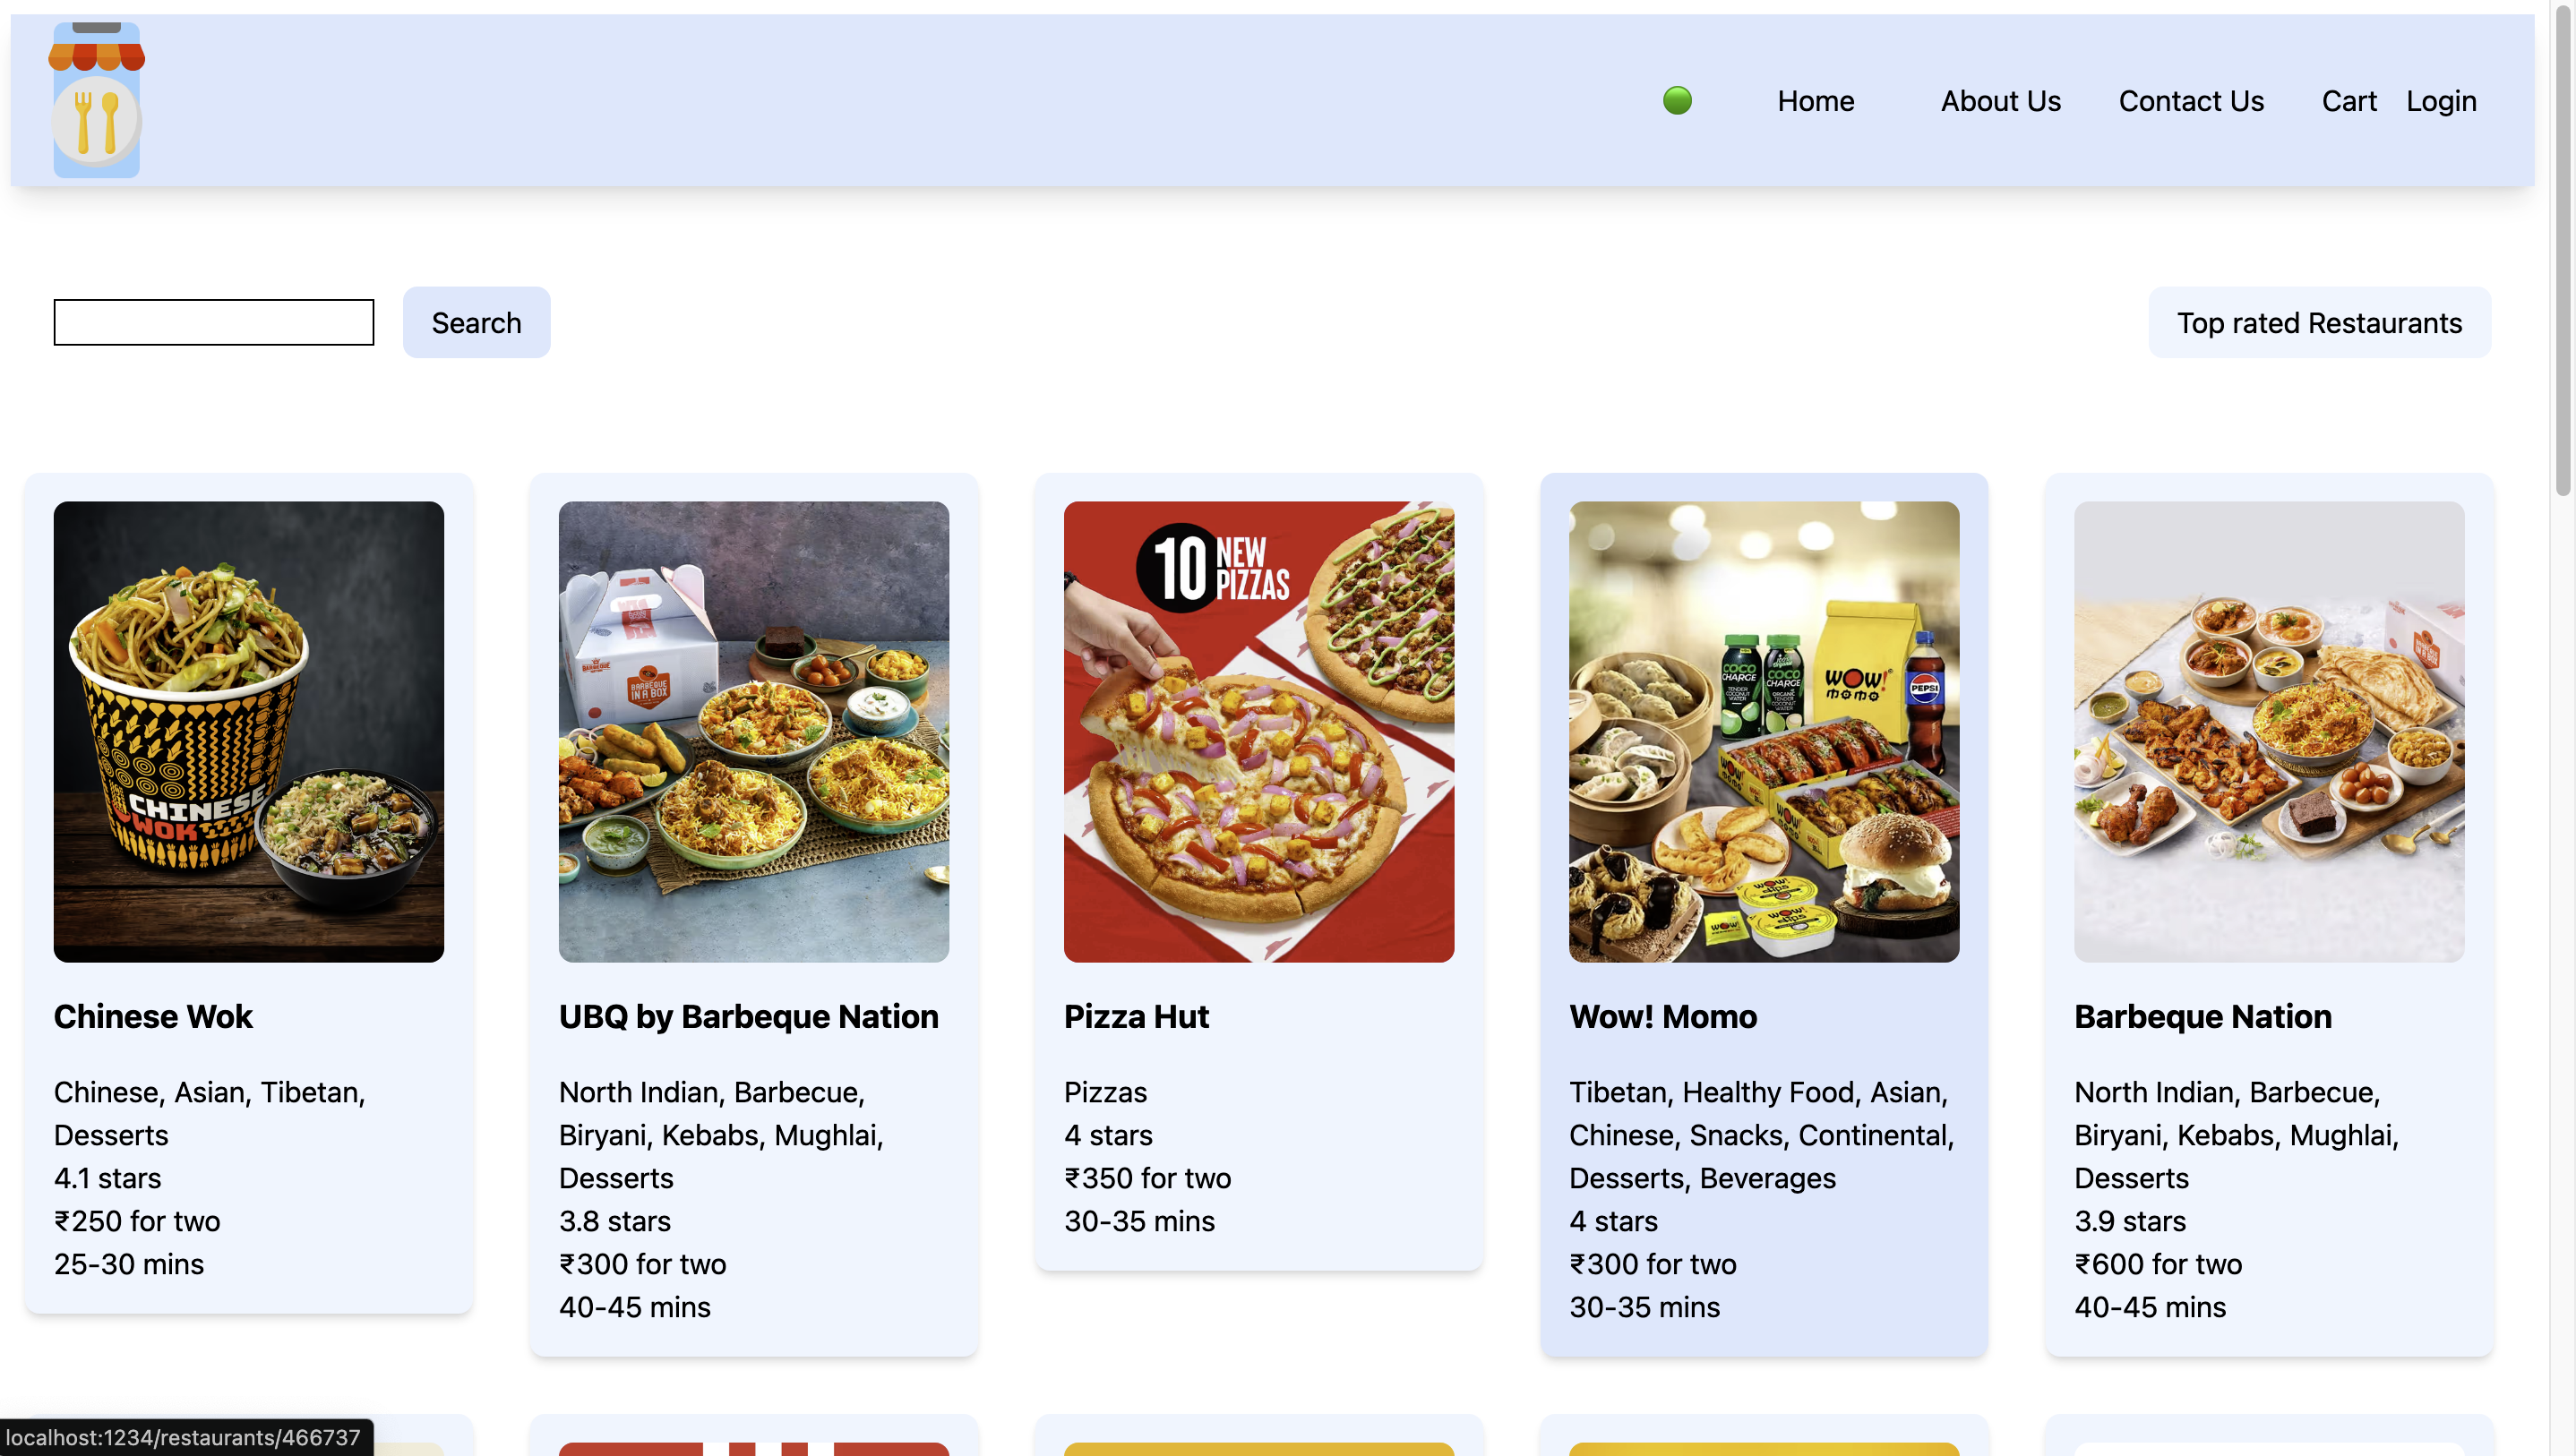 Home About Us Contact Us Cart Login
Search
Top rated Restaurants
CHINESE
WOK
BARBEQUE
IN A BOX
10 NEW
PIZZAS
COCO
CHARGE
COCO
CHARGE
WOW!
MOMO
PEPSI
WOW!
WOW!
WOW!
WOW!
Chinese Wok
Chinese, Asian, Tibetan,
Desserts
4.1 stars
₹250 for two
25-30 mins
UBQ by Barbeque Nation
North Indian, Barbecue,
Biryani, Kebabs, Mughlai,
Desserts
3.8 stars
₹300 for two
40-45 mins
Pizza Hut
Pizzas
4 stars
₹350 for two
30-35 mins
Wow! Momo
Tibetan, Healthy Food, Asian,
Chinese, Snacks, Continental,
Desserts, Beverages
4 stars
₹300 for two
30-35 mins
Barbeque Nation
North Indian, Barbecue,
Biryani, Kebabs, Mughlai,
Desserts
3.9 stars
₹600 for two
40-45 mins
localhost:1234/restaurants/466737